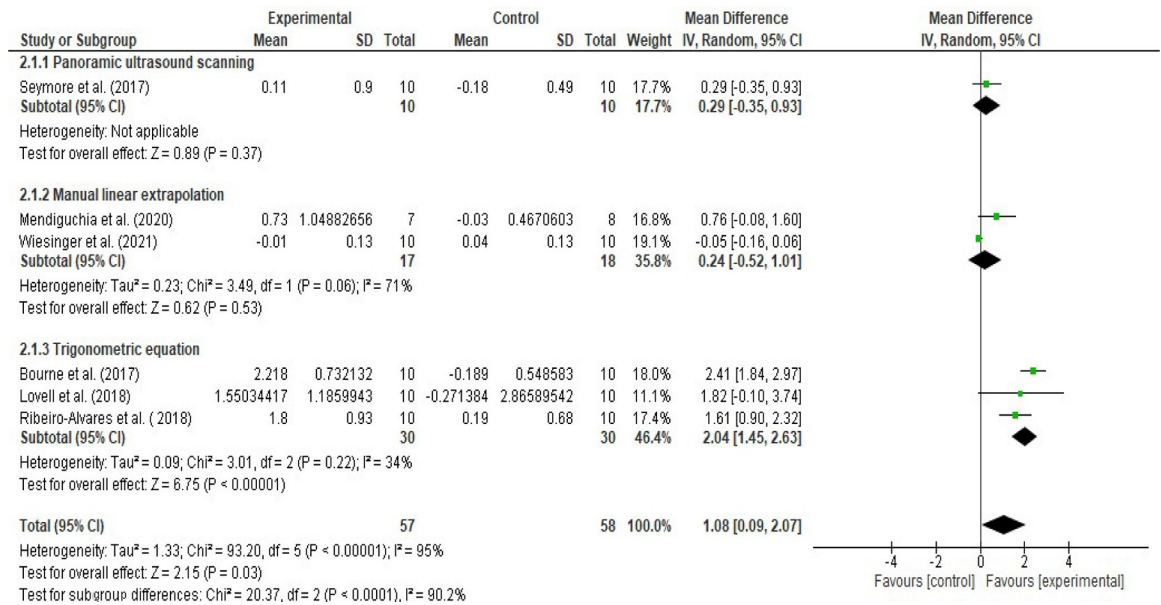 Experimental Control Mean Difference Mean Difference
Study or Subgroup Mean SD Total Mean SD Total Weight IV, Random, 95% CI IV, Random, 95% CI
2.1.1 Panoramic ultrasound scanning
Seymore et al. (2017) 0.11 0.9 10 -0.18 0.49 10 17.7% 0.29 [-0.35, 0.93]
Subtotal (95% CI) 10 10 17.7% 0.29 [-0.35, 0.93]
Heterogeneity: Not applicable
Test for overall effect: Z = 0.89 (P = 0.37)
2.1.2 Manual linear extrapolation
Mendiguchia et al. (2020) 0.73 1.04882656 7 -0.03 0.4670603 8 16.8% 0.76 [-0.08, 1.60]
Wiesinger et al. (2021) -0.01 0.13 10 0.04 0.13 10 19.1% -0.05 [-0.16, 0.06]
Subtotal (95% CI) 17 18 35.8% 0.24 [-0.52, 1.01]
Heterogeneity: Tau² = 0.23; Chi² = 3.49, df = 1 (P = 0.06); I² = 71%
Test for overall effect: Z = 0.62 (P = 0.53)
2.1.3 Trigonometric equation
Bourne et al. (2017) 2.218 0.732132 10 -0.189 0.548583 10 18.0% 2.41 [1.84, 2.97]
Lovell et al. (2018) 1.55034417 1.1859943 10 -0.271384 2.86589542 10 11.1% 1.82 [-0.10, 3.74]
Ribeiro-Alvares et al. ( 2018) 1.8 0.93 10 0.19 0.68 10 17.4% 1.61 [0.90, 2.32]
Subtotal (95% CI) 30 30 46.4% 2.04 [1.45, 2.63]
Heterogeneity: Tau² = 0.09; Chi² = 3.01, df = 2 (P = 0.22); I² = 34%
Test for overall effect: Z = 6.75 (P < 0.00001)
Total (95% CI) 57 58 100.0% 1.08 [0.09, 2.07]
Heterogeneity: Tau² = 1.33; Chi² = 93.20, df = 5 (P < 0.00001); I² = 95%
Test for overall effect: Z = 2.15 (P = 0.03)
Test for subgroup differences: Chi² = 20.37, df = 2 (P < 0.0001), I² = 90.2%
-4 -2 0 2 4
Favours [control] Favours [experimental]